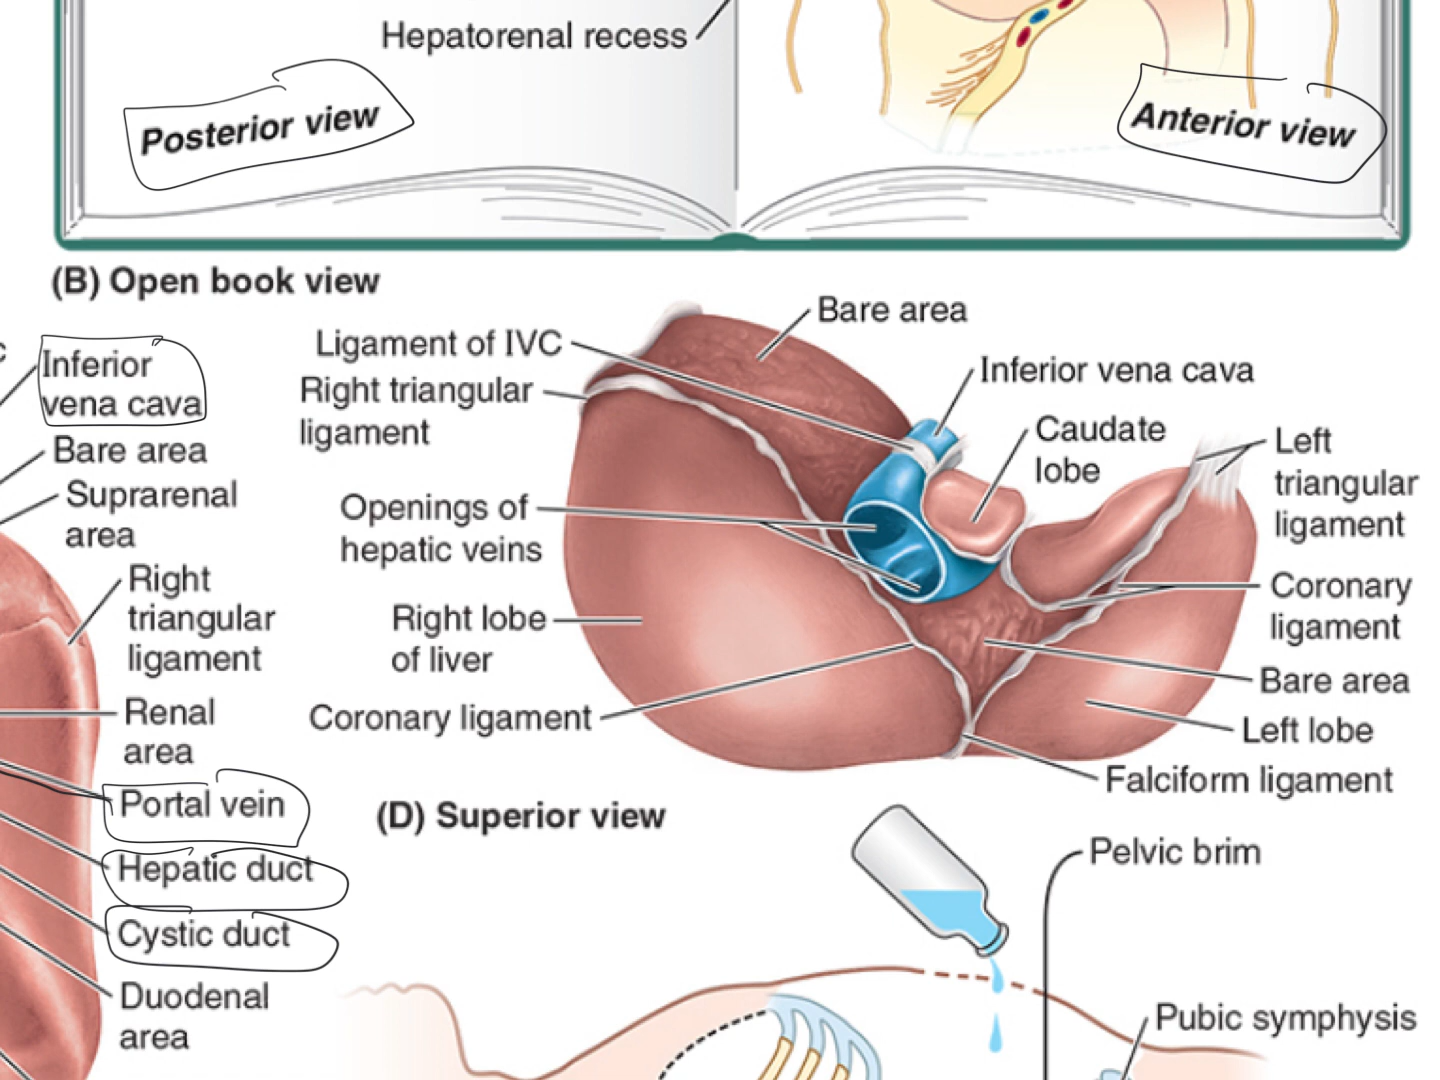 Hepatorenal recess
Posterior view
Anterior view
(B) Open book view
Inferior
vena cava
Bare area
Suprarenal
area
Right
triangular
ligament
Renal
area
Portal vein
Hepatic duct
Cystic duct
Duodenal
area
Ligament of IVC
Right triangular
ligament
Openings of
hepatic veins
Right lobe
of liver
Coronary ligament
Bare area
Inferior vena cava
Caudate
lobe
Left
triangular
ligament
Coronary
ligament
Bare area
Left lobe
Falciform ligament
(D) Superior view
Pelvic brim
Pubic symphysis